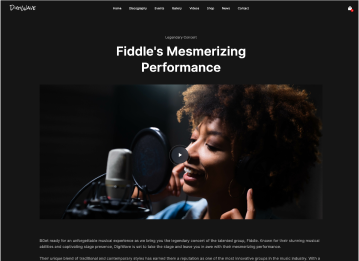 DigyWave
Home Discography Events Gallery Videos Shop News Contact
Legendary Concert
Fiddle's Mesmerizing
Performance
BGet ready for an unforgettable musical experience as we bring you the legendary concert of the talented group, Fiddle. Known for their stunning musical
abilities and captivating stage presence, DigiWave is set to take the stage and leave you in awe with their mesmerizing performance.
Their unique blend of traditional and contemporary styles has earned them a reputation as one of the most innovative groups in the music industry. With a